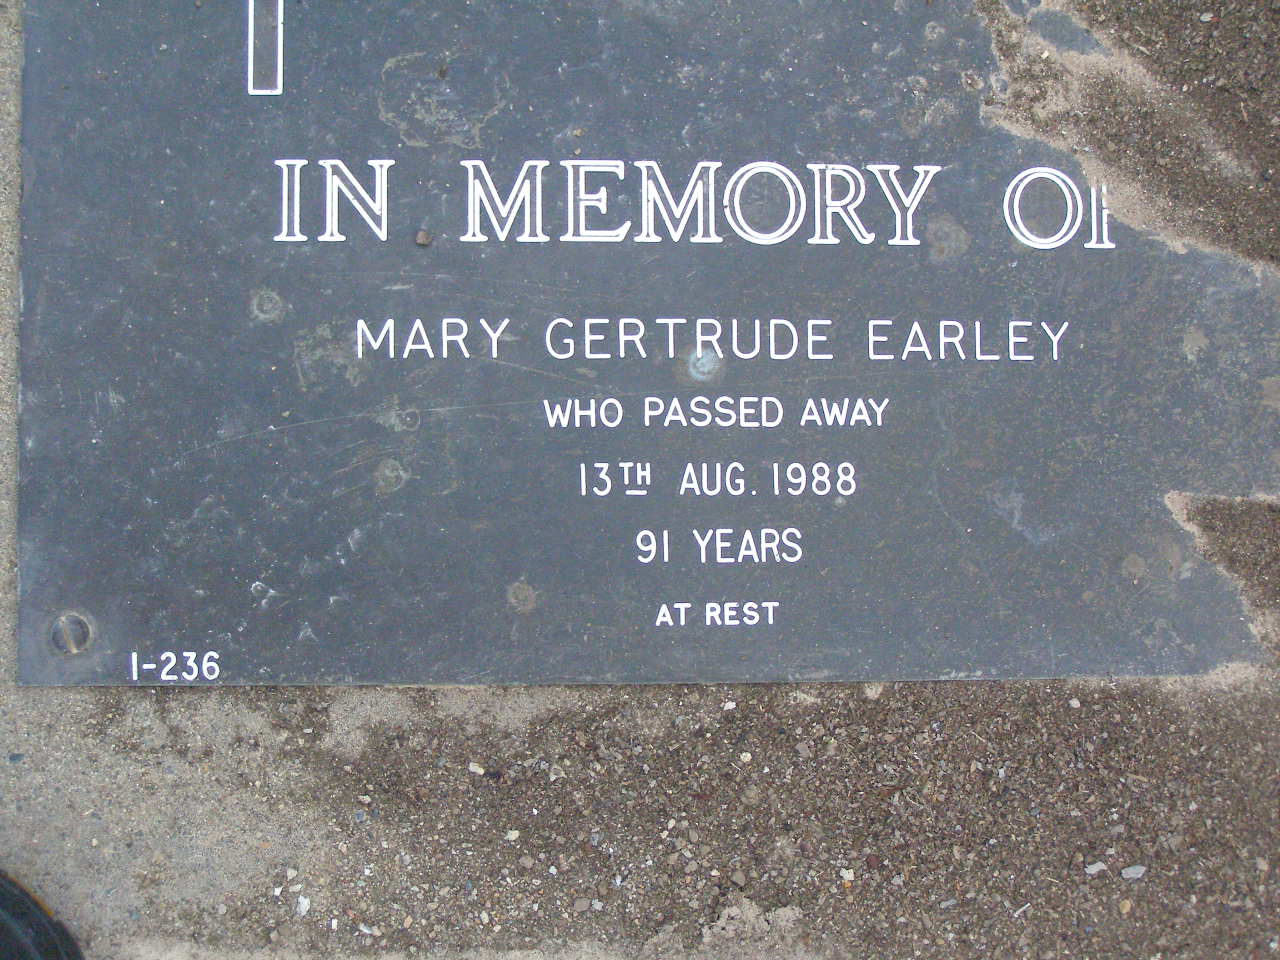 IN MEMORY OF
MARY GERTRUDE EARLEY
WHO PASSED AWAY
13TH AUG. 1988
91 YEARS
AT REST
1-236